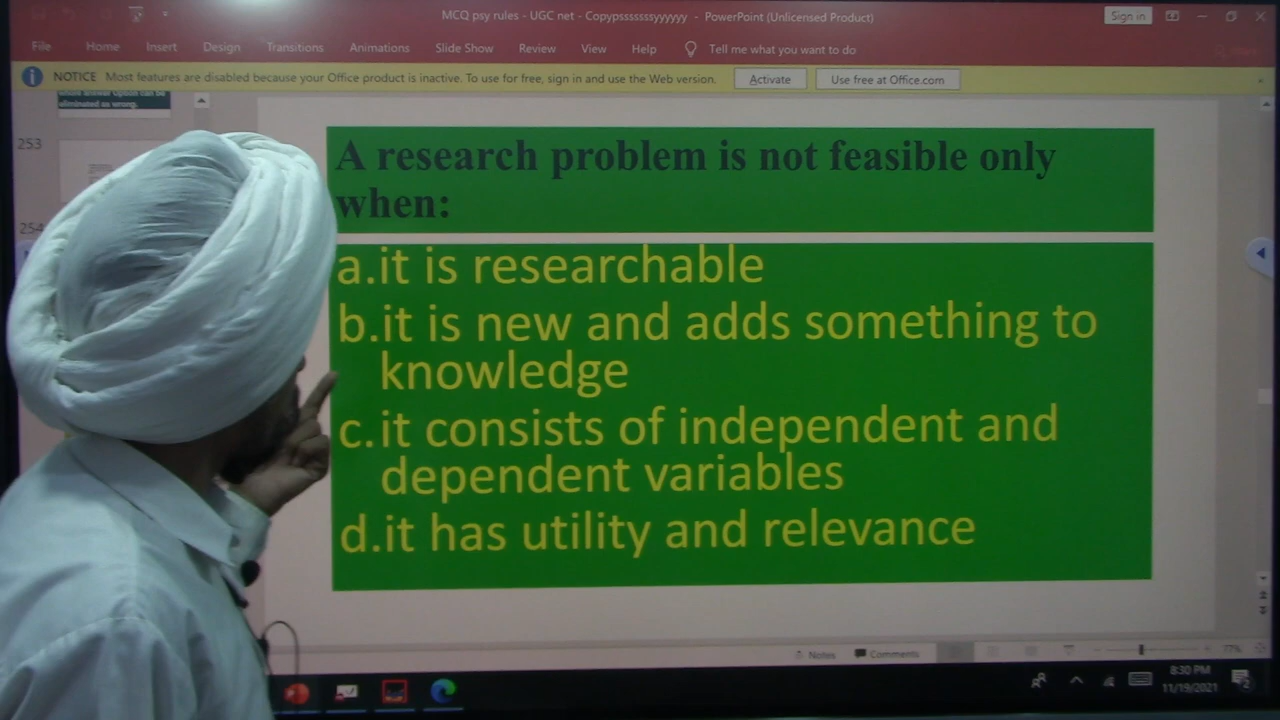 MCQ psy rules - UGC net - Copypsssssssyyyyyy - PowerPoint (Unlicensed Product)
Sign in
File Home Insert Design Transitions Animations Slide Show Review View Help Tell me what you want to do
NOTICE Most features are disabled because your Office product is inactive. To use for free, sign in and use the Web version. Activate Use free at Office.com
eliminated as wrong.
253
254
A research problem is not feasible only
when:
a.it is researchable
b.it is new and adds something to
knowledge
c.it consists of independent and
dependent variables
d.it has utility and relevance
Notes Comments 77%
8:30 PM
11/19/2021